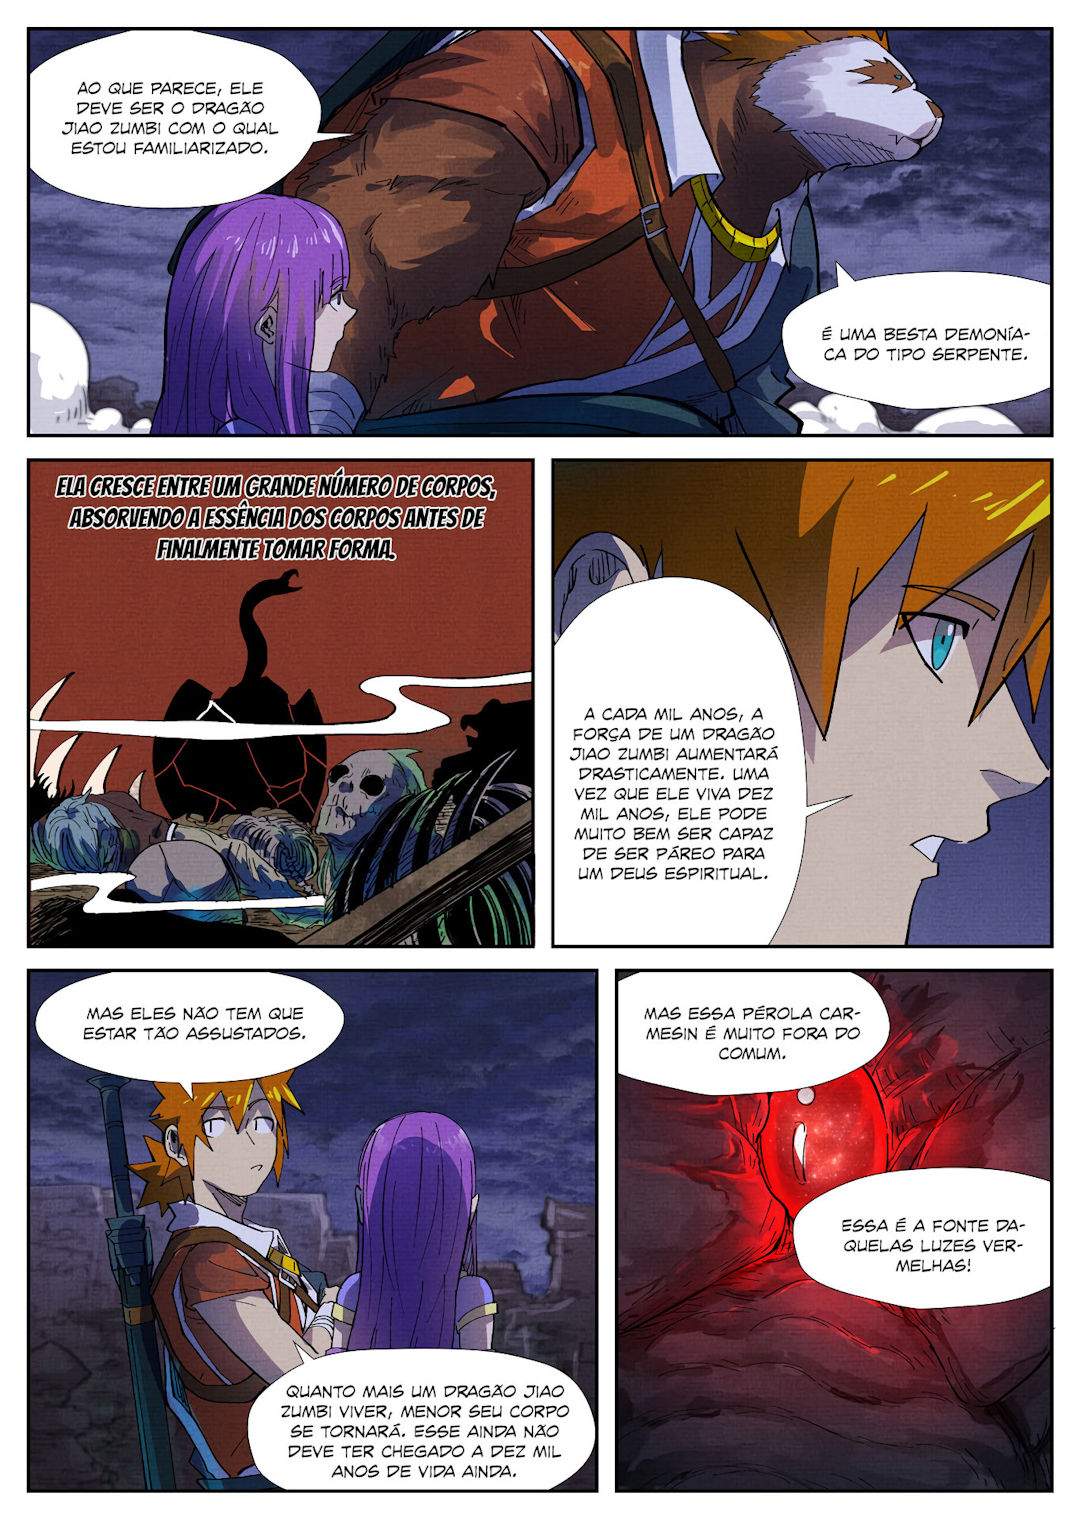 AO QUE PARECE, ELE
DEVE SER O DRAGÃO
JIAO ZUMBI COM O QUAL
ESTOU FAMILIARIZADO.
É UMA BESTA DEMONÍA-
CA DO TIPO SERPENTE.
ELA CRESCE ENTRE UM GRANDE NÚMERO DE CORPOS,
ABSORVENDO A ESSÊNCIA DOS CORPOS ANTES DE
FINALMENTE TOMAR FORMA.
A CADA MIL ANOS, A
FORÇA DE UM DRAGÃO
JIAO ZUMBI AUMENTARÁ
DRASTICAMENTE. UMA
VEZ QUE ELE VIVA DEZ
MIL ANOS, ELE PODE
MUITO BEM SER CAPAZ
DE SER PÁREO PARA
UM DEUS ESPIRITUAL.
MAS ELES NÃO TEM QUE
ESTAR TÃO ASSUSTADOS.
QUANTO MAIS UM DRAGÃO JIAO
ZUMBI VIVER, MENOR SEU CORPO
SE TORNARÁ. ESSE AINDA NÃO
DEVE TER CHEGADO A DEZ MIL
ANOS DE VIDA AINDA.
MAS ESSA PÉROLA CAR-
MESIN É MUITO FORA DO
COMUM.
ESSA É A FONTE DA-
QUELAS LUZES VER-
MELHAS!